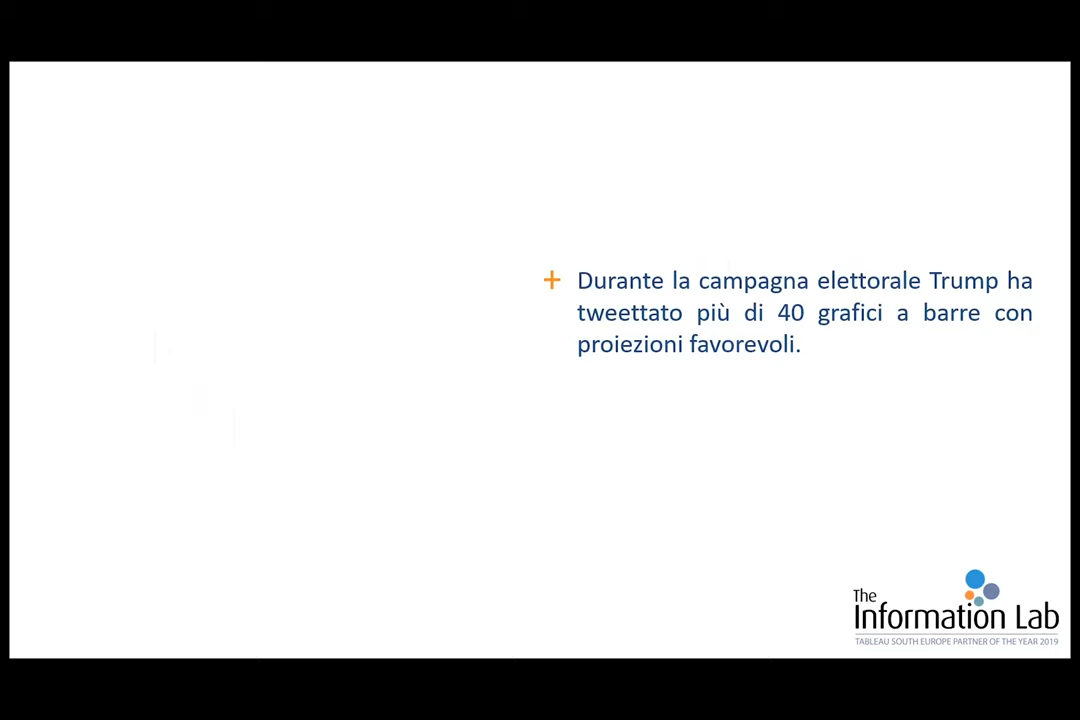 + Durante la campagna elettorale Trump ha
tweettato più di 40 grafici a barre con
proiezioni favorevoli.
The
Information Lab
TABLEAU SOUTH EUROPE PARTNER OF THE YEAR 2019